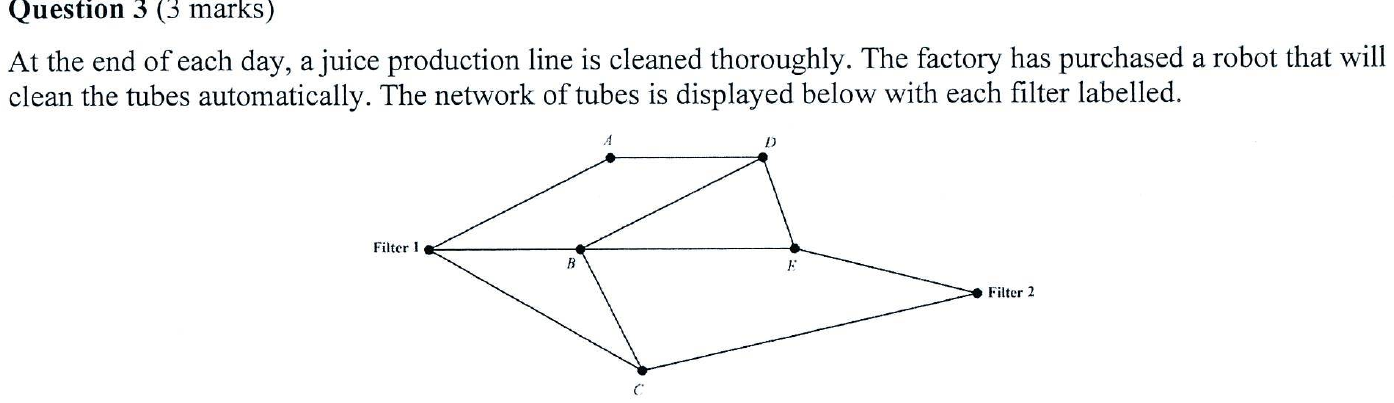 Question 3 (3 marks)
At the end of each day, a juice production line is cleaned thoroughly. The factory has purchased a robot that will
clean the tubes automatically. The network of tubes is displayed below with each filter labelled.
A
D
Filter 1
B
E
Filter 2
C